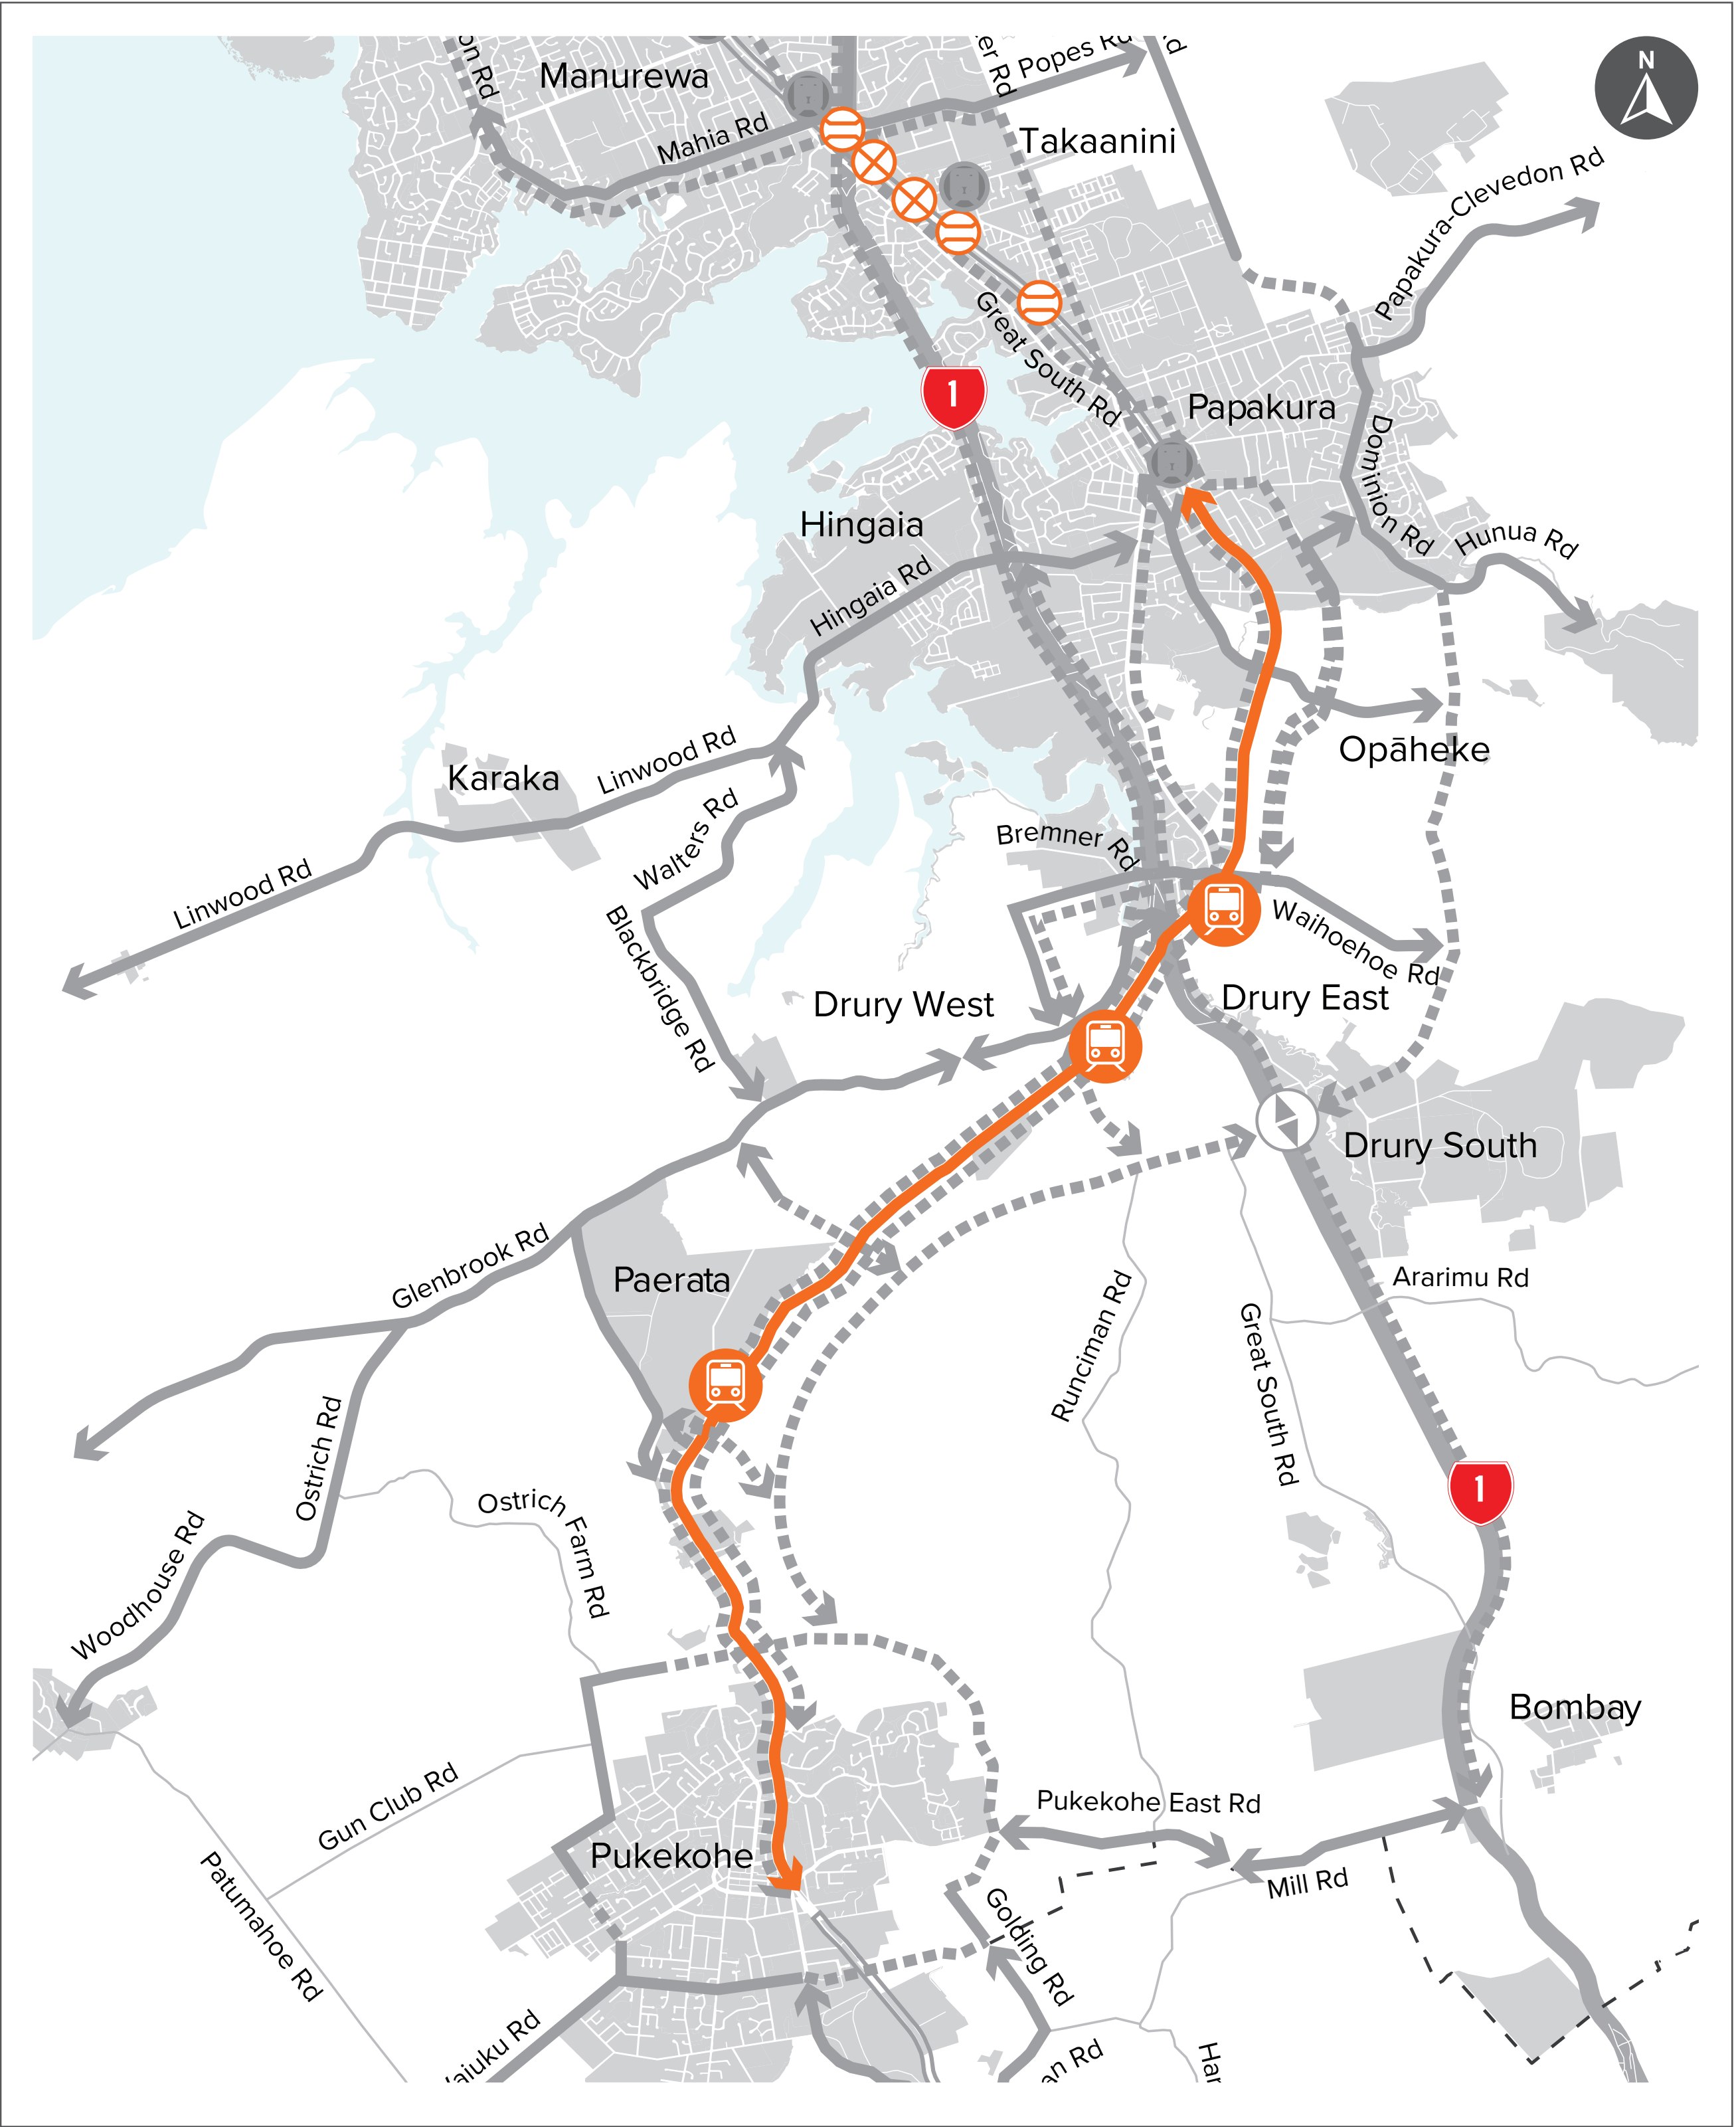 N
Manurewa
Popes Rd
Mahia Rd
Takaanini
Papakura-Clevedon Rd
Great South Rd
1
Papakura
Dominion Rd
Hingaia
Hunua Rd
Hingaia Rd
Opāheke
Linwood Rd
Karaka
Walters Rd
Bremner Rd
Linwood Rd
Waihoehoe Rd
Blackbridge Rd
Drury West
Drury East
Drury South
Glenbrook Rd
Paerata
Ararimu Rd
Runciman Rd
Great South Rd
Ostrich Rd
1
Ostrich Farm Rd
Woodhouse Rd
Bombay
Gun Club Rd
Pukekohe East Rd
Pukekohe
Mill Rd
Patumahoe Rd
Golding Rd
Rd
Rd